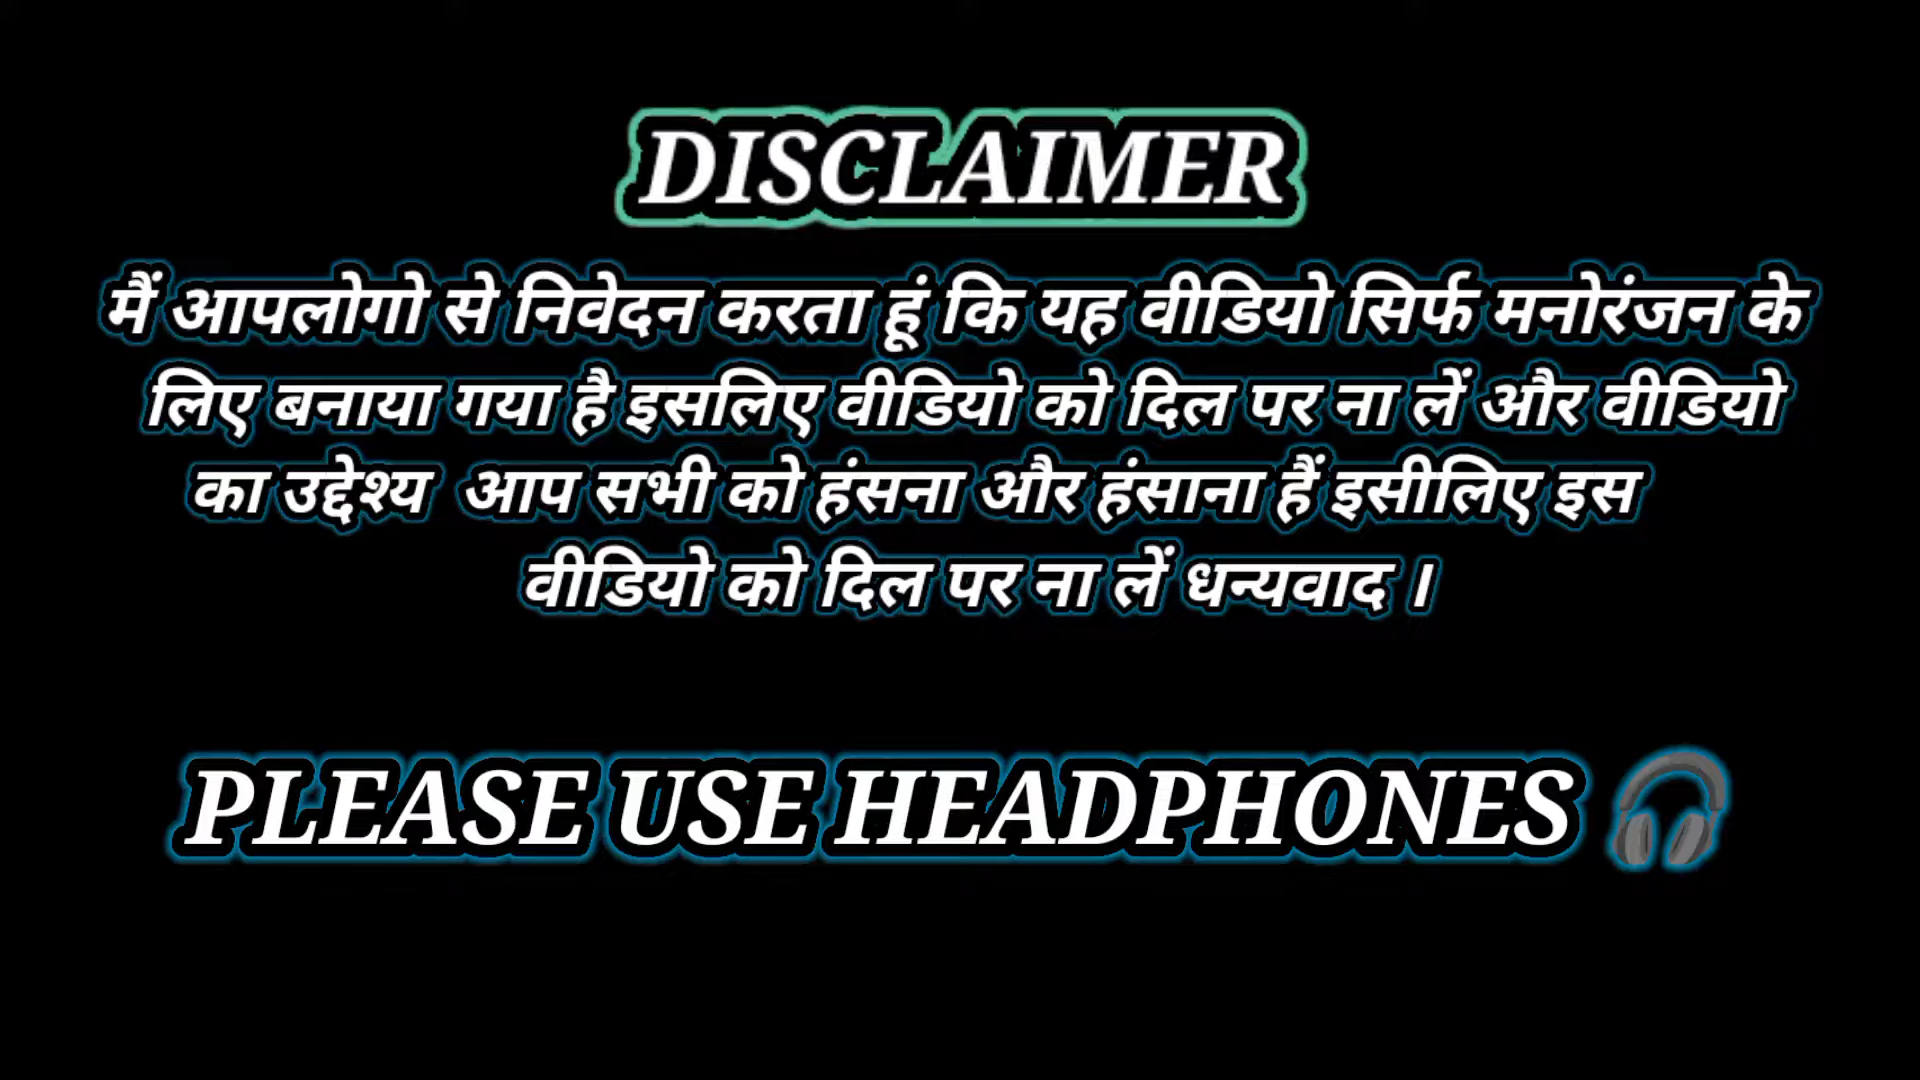 DISCLAIMER
मैं आपलोगो से निवेदन करता हूं कि यह वीडियो सिर्फ मनोरंजन के
लिए बनाया गया है इसलिए वीडियो को दिल पर ना लें और वीडियो
का उद्देश्य आप सभी को हंसना और हंसाना हैं इसीलिए इस
वीडियो को दिल पर ना लें धन्यवाद ।
PLEASE USE HEADPHONES 🎧